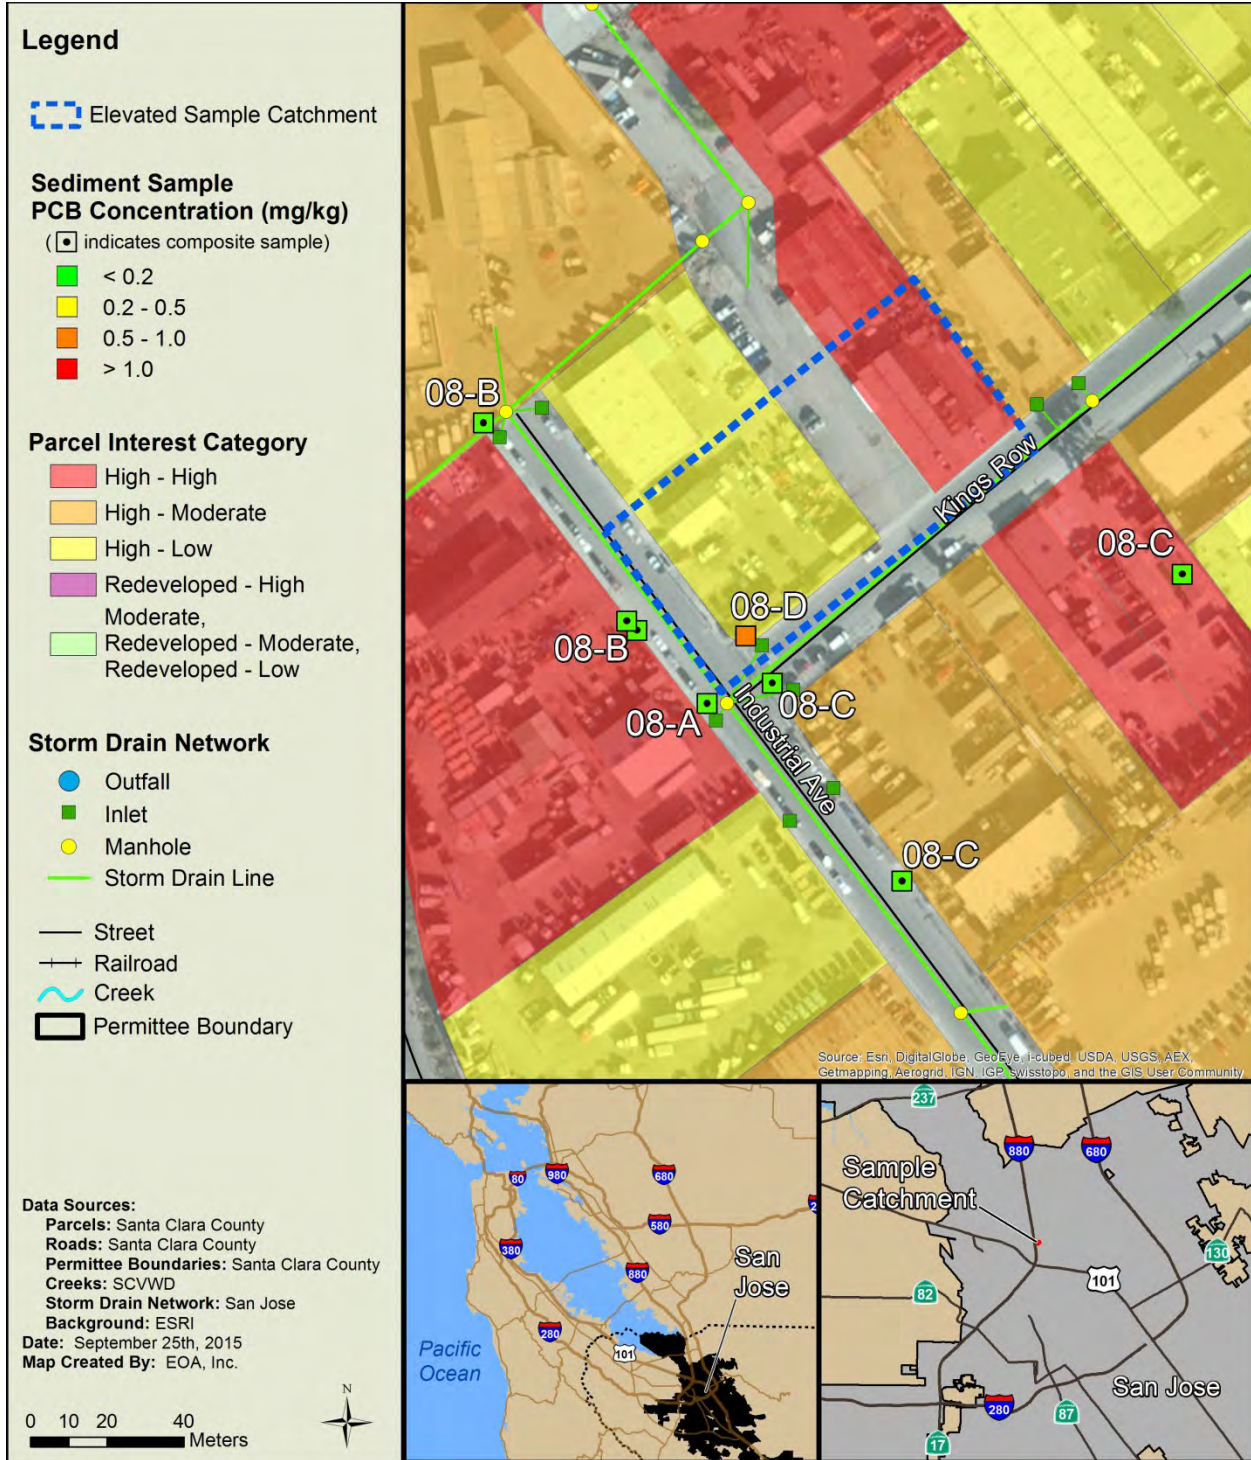 Legend
Elevated Sample Catchment
Sediment Sample
PCB Concentration (mg/kg)
( indicates composite sample)
< 0.2
0.2 - 0.5
0.5 - 1.0
> 1.0
Parcel Interest Category
High - High
High - Moderate
High - Low
Redeveloped - High
Moderate,
Redeveloped - Moderate,
Redeveloped - Low
Storm Drain Network
Outfall
Inlet
Manhole
Storm Drain Line
Street
Railroad
Creek
Permittee Boundary
Data Sources:
Parcels: Santa Clara County
Roads: Santa Clara County
Permittee Boundaries: Santa Clara County
Creeks: SCVWD
Storm Drain Network: San Jose
Background: ESRI
Date: September 25th, 2015
Map Created By: EOA, Inc.
N
0 10 20 40
Meters
08-B
Kings Row
08-C
08-D
08-B
08-A
08-C
Industrial Ave
08-C
Source: Esri, DigitalGlobe, GeoEye, i-cubed, USDA, USGS, AEX,
Getmapping, Aerogrid, IGN, IGP, swisstopo, and the GIS User Community
80
980
680
580
380
880
280
101
San
Jose
Pacific
Ocean
237
880
680
Sample
Catchment
130
101
82
280
87
17
San Jose